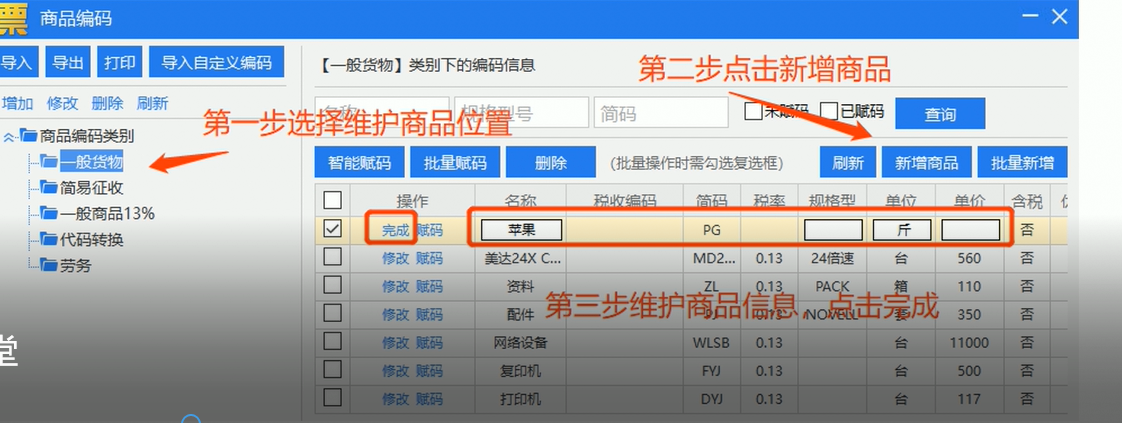 票 商品编码
导入 导出 打印 导入自定义编码
增加 修改 删除 刷新
第一步选择维护商品位置
商品编码类别
一般货物
简易征收
一般商品13%
代码转换
劳务
堂
【一般货物】类别下的编码信息
第二步点击新增商品
名称 规格型号 简码 未赋码 已赋码 查询
智能赋码 批量赋码 删除 (批量操作时需勾选复选框) 刷新 新增商品 批量新增
操作 名称 税收编码 简码 税率 规格型 单位 单价 含税
完成 赋码 苹果 PG 斤 否
修改 赋码 美达24X C... MD2... 0.13 24倍速 台 560 否
修改 赋码 资料 ZL 0.13 PACK 箱 110 否
第三步维护商品信息，点击完成
修改 赋码 配件 PJ 0.13 NOVELL 套 350 否
修改 赋码 网络设备 WLSB 0.13 台 11000 否
修改 赋码 复印机 FYJ 0.13 台 500 否
修改 赋码 打印机 DYJ 0.13 台 117 否